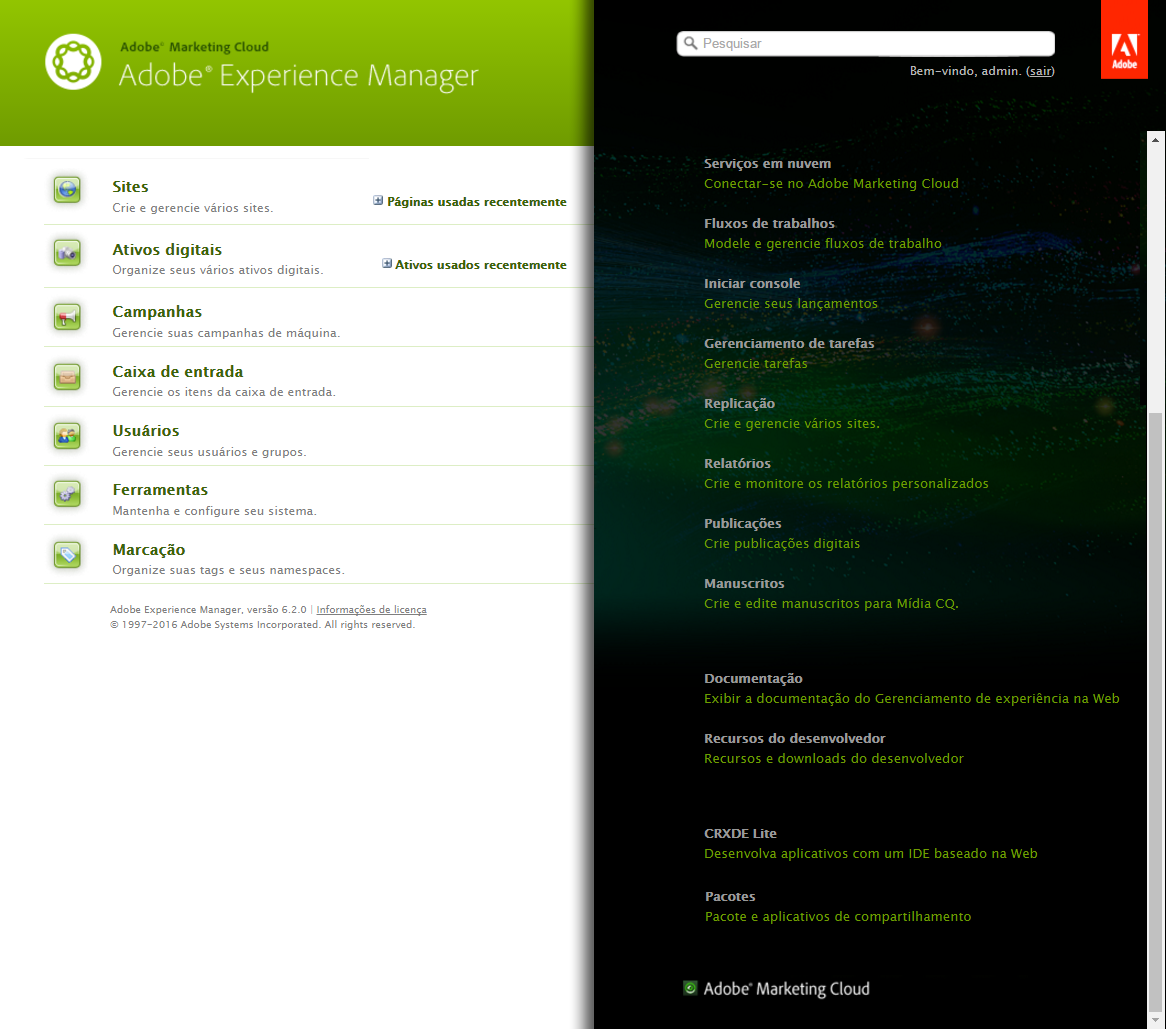 Adobe® Marketing Cloud
Adobe® Experience Manager
Pesquisar
Bem-vindo, admin. (sair)
Adobe
Sites
Crie e gerencie vários sites.
Páginas usadas recentemente
Ativos digitais
Organize seus vários ativos digitais.
Ativos usados recentemente
Campanhas
Gerencie suas campanhas de máquina.
Caixa de entrada
Gerencie os itens da caixa de entrada.
Usuários
Gerencie seus usuários e grupos.
Ferramentas
Mantenha e configure seu sistema.
Marcação
Organize suas tags e seus namespaces.
Adobe Experience Manager, versão 6.2.0 | Informações de licença
© 1997-2016 Adobe Systems Incorporated. All rights reserved.
Serviços em nuvem
Conectar-se no Adobe Marketing Cloud
Fluxos de trabalhos
Modele e gerencie fluxos de trabalho
Iniciar console
Gerencie seus lançamentos
Gerenciamento de tarefas
Gerencie tarefas
Replicação
Crie e gerencie vários sites.
Relatórios
Crie e monitore os relatórios personalizados
Publicações
Crie publicações digitais
Manuscritos
Crie e edite manuscritos para Mídia CQ.
Documentação
Exibir a documentação do Gerenciamento de experiência na Web
Recursos do desenvolvedor
Recursos e downloads do desenvolvedor
CRXDE Lite
Desenvolva aplicativos com um IDE baseado na Web
Pacotes
Pacote e aplicativos de compartilhamento
Adobe® Marketing Cloud